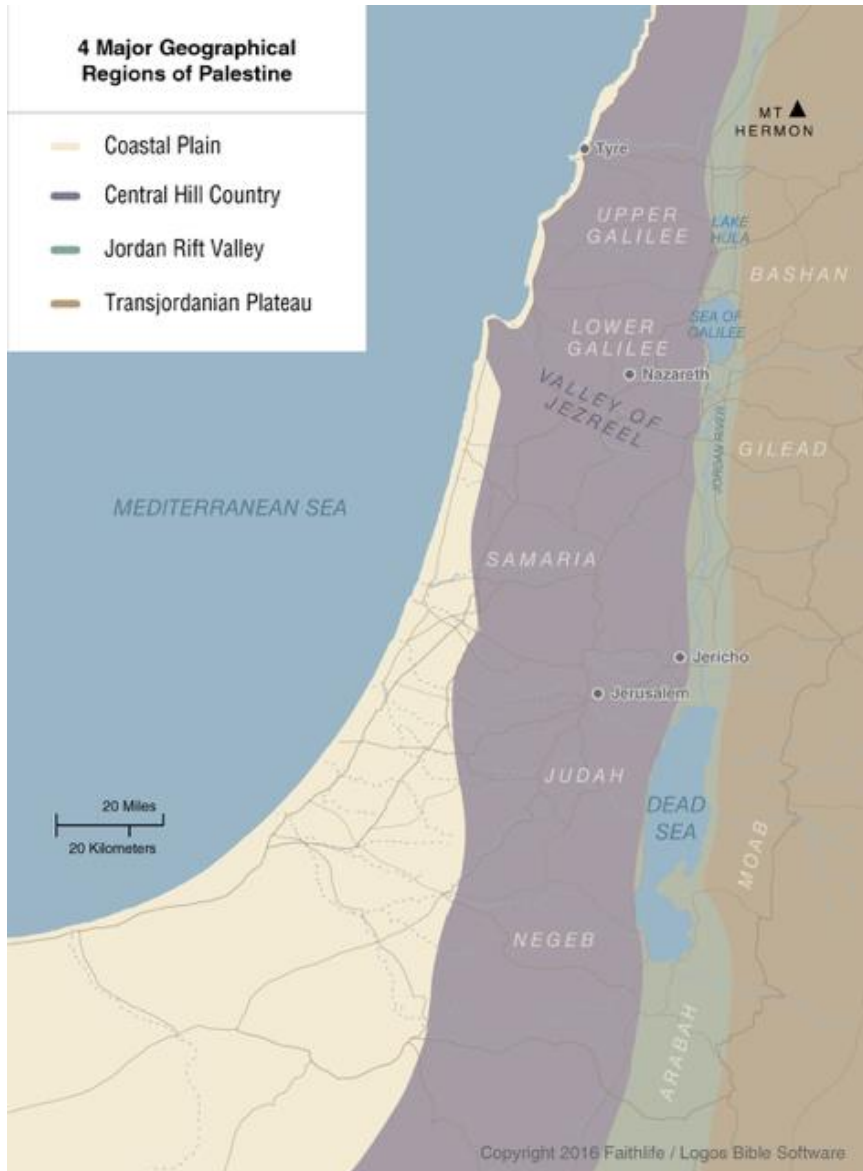 4 Major Geographical
Regions of Palestine
Coastal Plain
Central Hill Country
Jordan Rift Valley
Transjordanian Plateau
MT
HERMON
Tyre
UPPER
GALILEE
LAKE
HULA
BASHAN
SEA OF
GALILEE
LOWER
GALILEE
Nazareth
VALLEY OF
JEZREEL
JORDAN RIVER
GILEAD
MEDITERRANEAN SEA
SAMARIA
Jericho
Jerusalem
JUDAH
DEAD
SEA
20 Miles
20 Kilometers
MOAB
NEGEB
ARABAH
Copyright 2016 Faithlife / Logos Bible Software